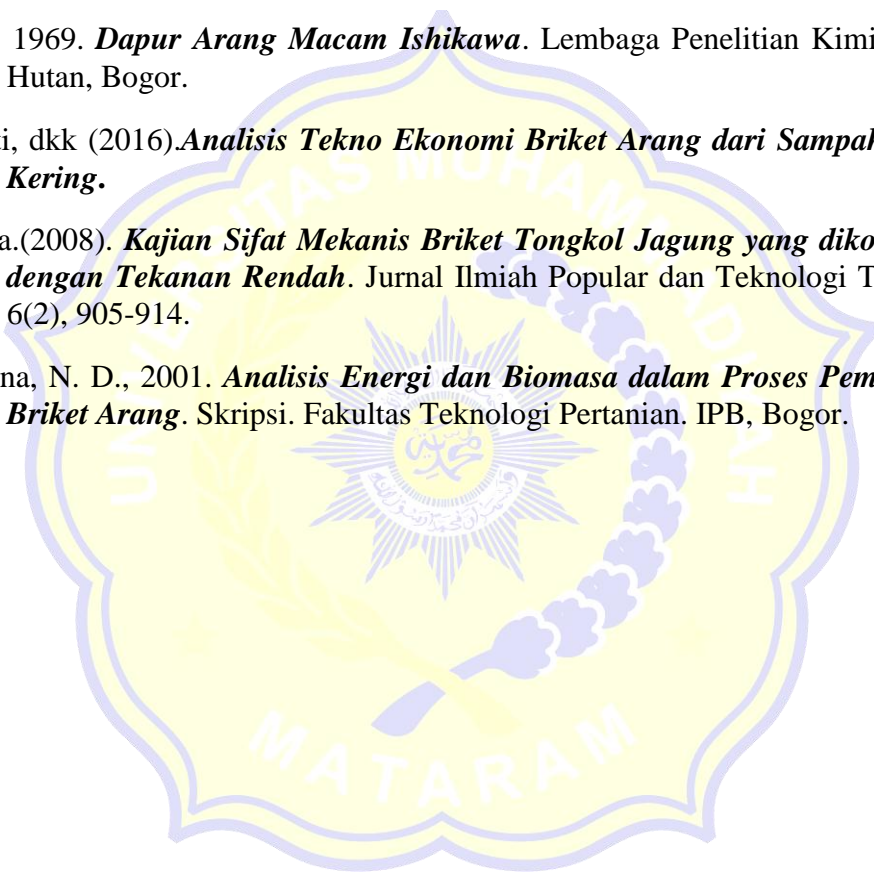 1969. Dapur Arang Macam Ishikawa. Lembaga Penelitian Kimi
Hutan, Bogor.
i, dkk (2016).Analisis Tekno Ekonomi Briket Arang dari Sampah
Kering.
a.(2008). Kajian Sifat Mekanis Briket Tongkol Jagung yang diko
dengan Tekanan Rendah. Jurnal Ilmiah Popular dan Teknologi T
6(2), 905-914.
na, N. D., 2001. Analisis Energi dan Biomasa dalam Proses Pem
Briket Arang. Skripsi. Fakultas Teknologi Pertanian. IPB, Bogor.
UNIVERSITAS MUHAMMADIYAH
MATARAM